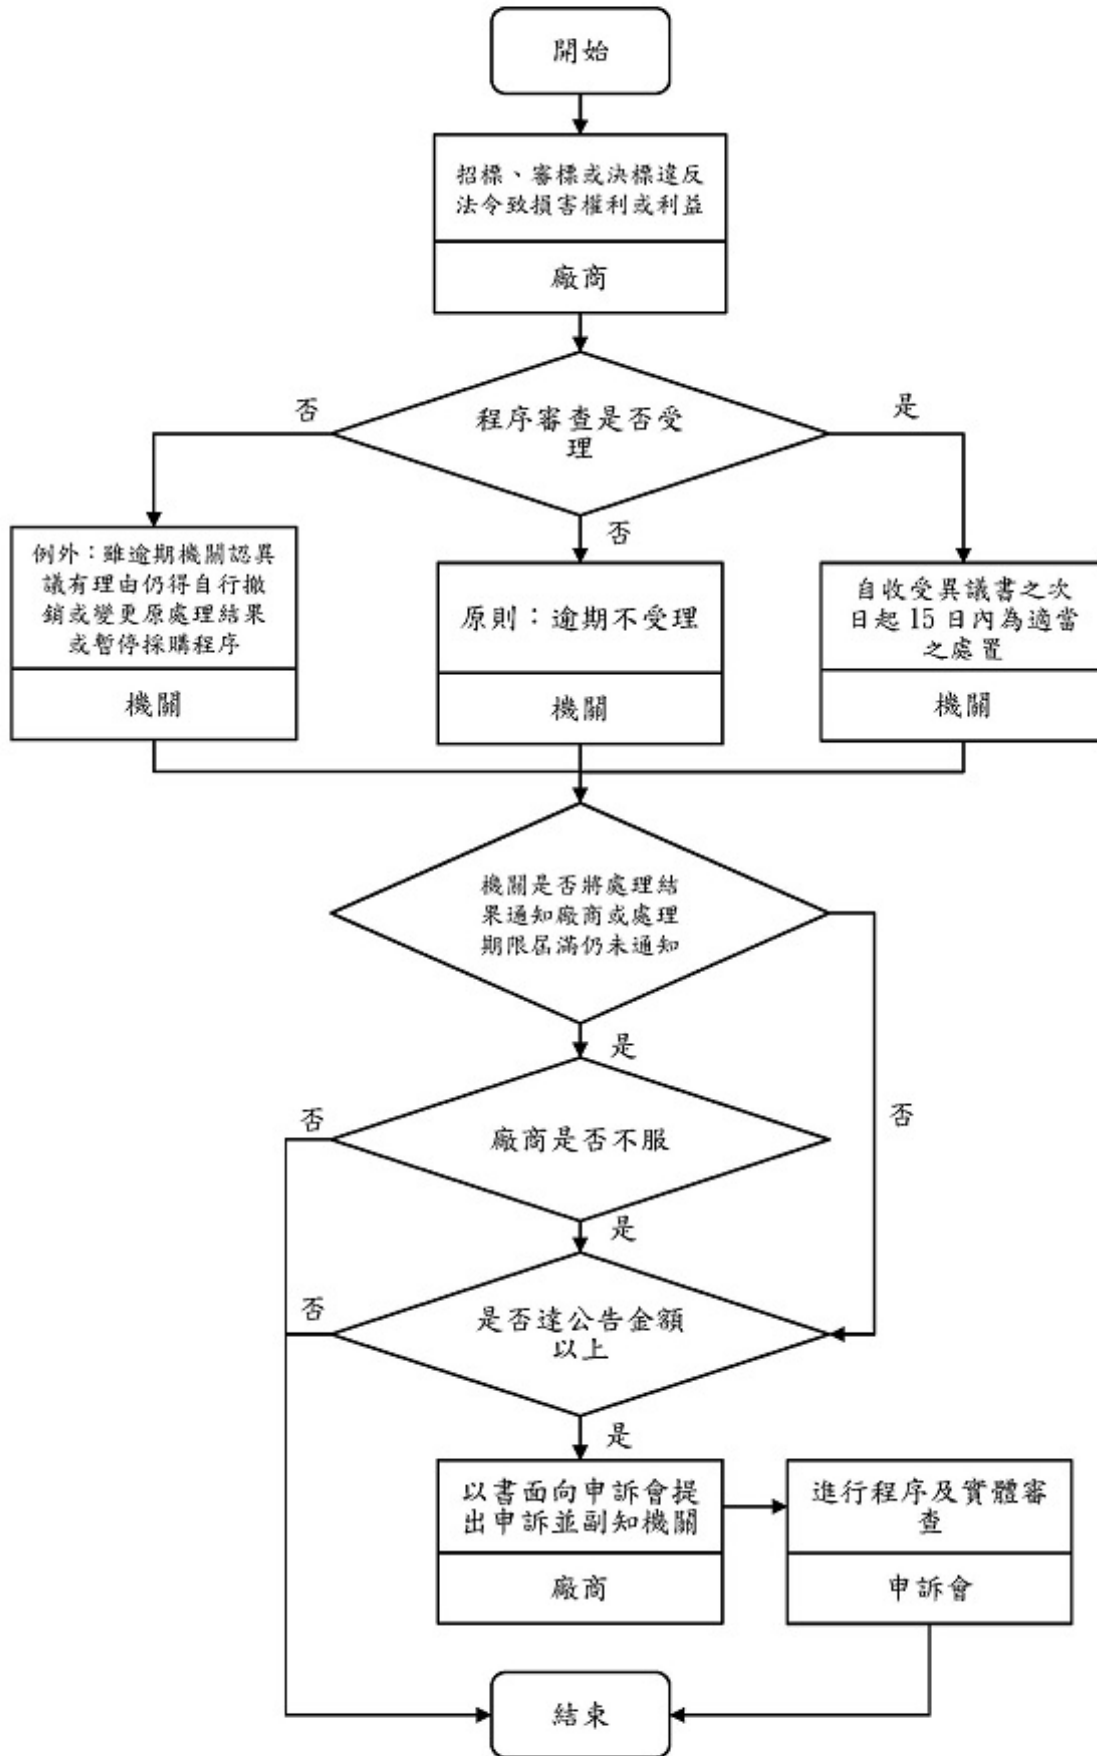 開始
招標、審標或決標違反
法令致損害權利或利益
廠商
程序審查是否受
理
否
是
否
例外：雖逾期機關認異
議有理由仍得自行撤
銷或變更原處理結果
或暫停採購程序
機關
原則：逾期不受理
機關
自收受異議書之次
日起 15 日內為適當
之處置
機關
機關是否將處理結
果通知廠商或處理
期限屆滿仍未通知
是
否
廠商是否不服
否
是
是否達公告金額
以上
否
是
以書面向申訴會提
出申訴並副知機關
廠商
進行程序及實體審
查
申訴會
結束